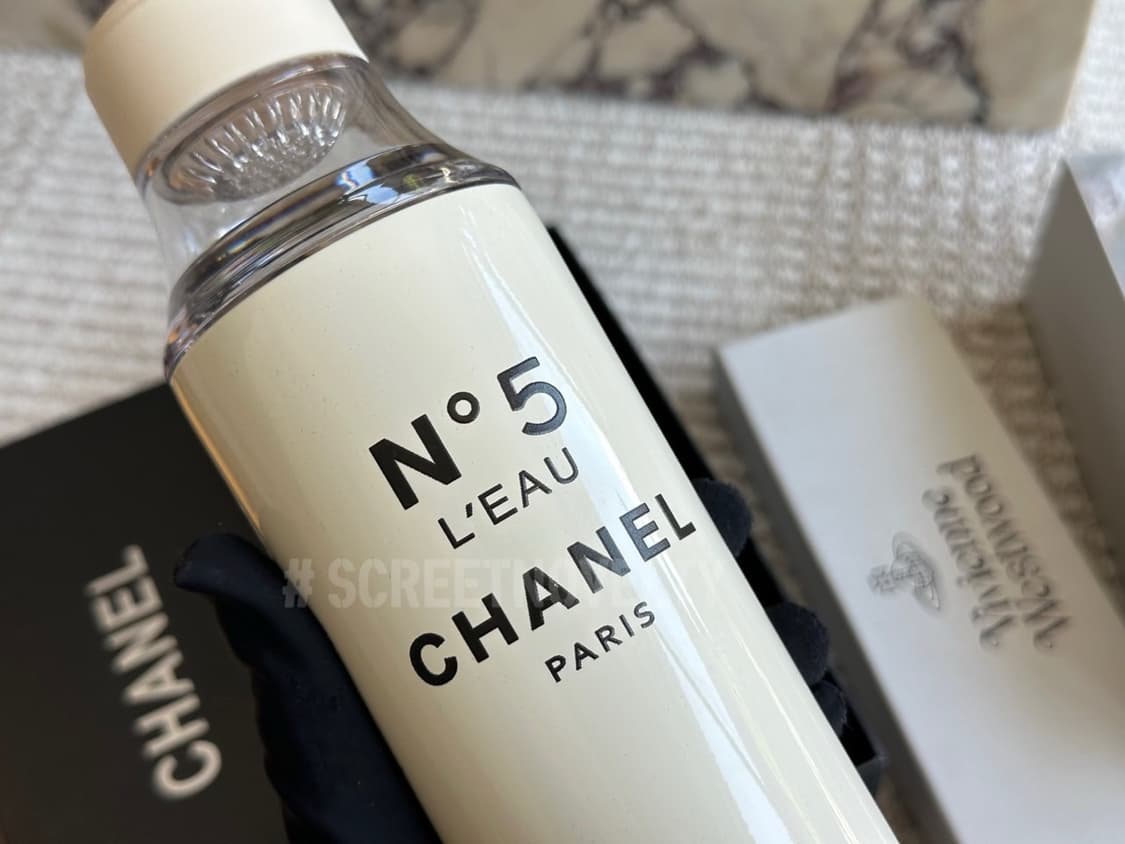 N° 5
L'EAU
CHANEL
PARIS
CHANEL
Vivienne
Westwood